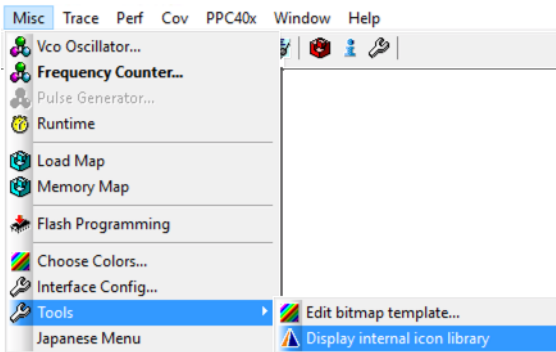 Misc Trace Perf Cov PPC40x Window Help
Vco Oscillator...
Frequency Counter...
Pulse Generator...
Runtime
Load Map
Memory Map
Flash Programming
Choose Colors...
Interface Config...
Tools
Edit bitmap template...
Japanese Menu
Display internal icon library